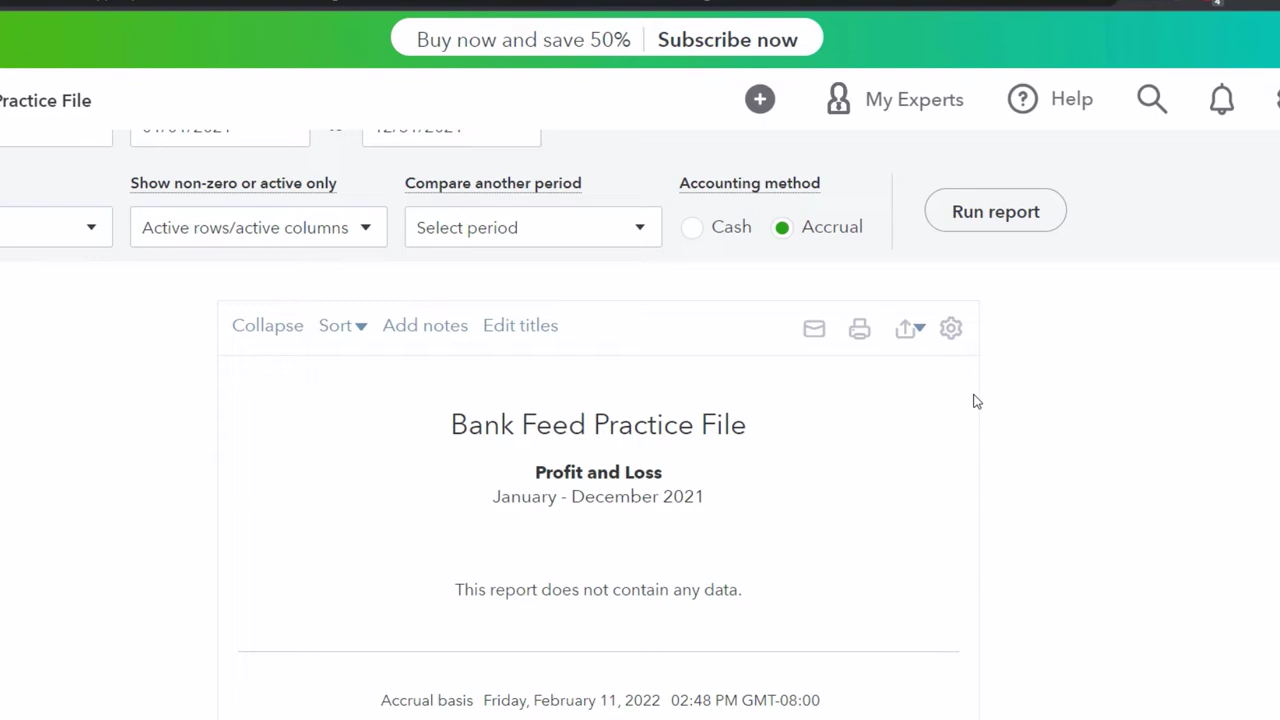 Buy now and save 50% Subscribe now
Practice File
My Experts
Help
to
Show non-zero or active only
Compare another period
Accounting method
Active rows/active columns
Select period
Cash
Accrual
Run report
Collapse Sort Add notes Edit titles
Bank Feed Practice File
Profit and Loss
January - December 2021
This report does not contain any data.
Accrual basis Friday, February 11, 2022 02:48 PM GMT-08:00